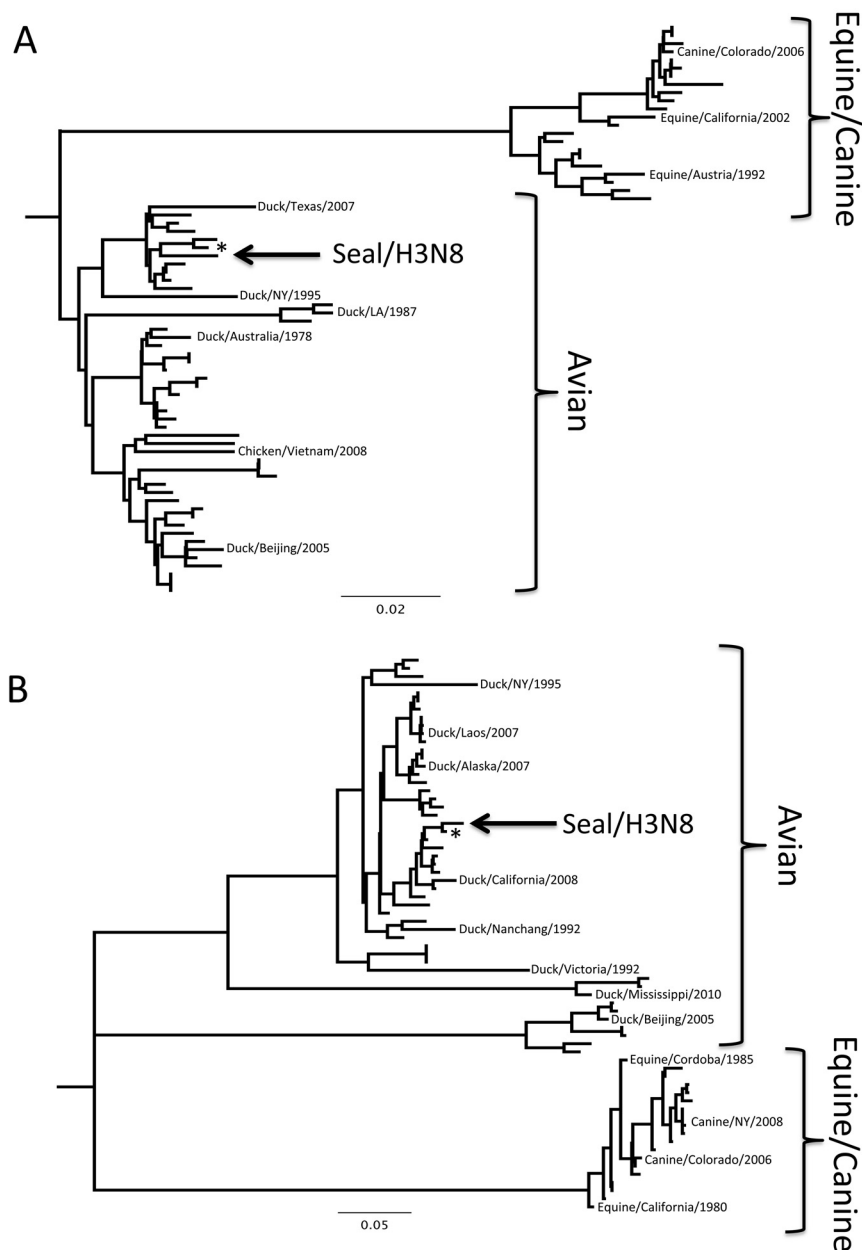 A
Canine/Colorado/2006
Equine/California/2002
Equine/Austria/1992
Equine/Canine
Duck/Texas/2007
*
Seal/H3N8
Duck/NY/1995
Duck/LA/1987
Duck/Australia/1978
Avian
Chicken/Vietnam/2008
Duck/Beijing/2005
0.02
B
Duck/NY/1995
Duck/Laos/2007
Duck/Alaska/2007
Seal/H3N8
*
Avian
Duck/California/2008
Duck/Nanchang/1992
Duck/Victoria/1992
Duck/Mississippi/2010
Duck/Beijing/2005
Equine/Cordoba/1985
Canine/NY/2008
Canine/Colorado/2006
Equine/California/1980
Equine/Canine
0.05